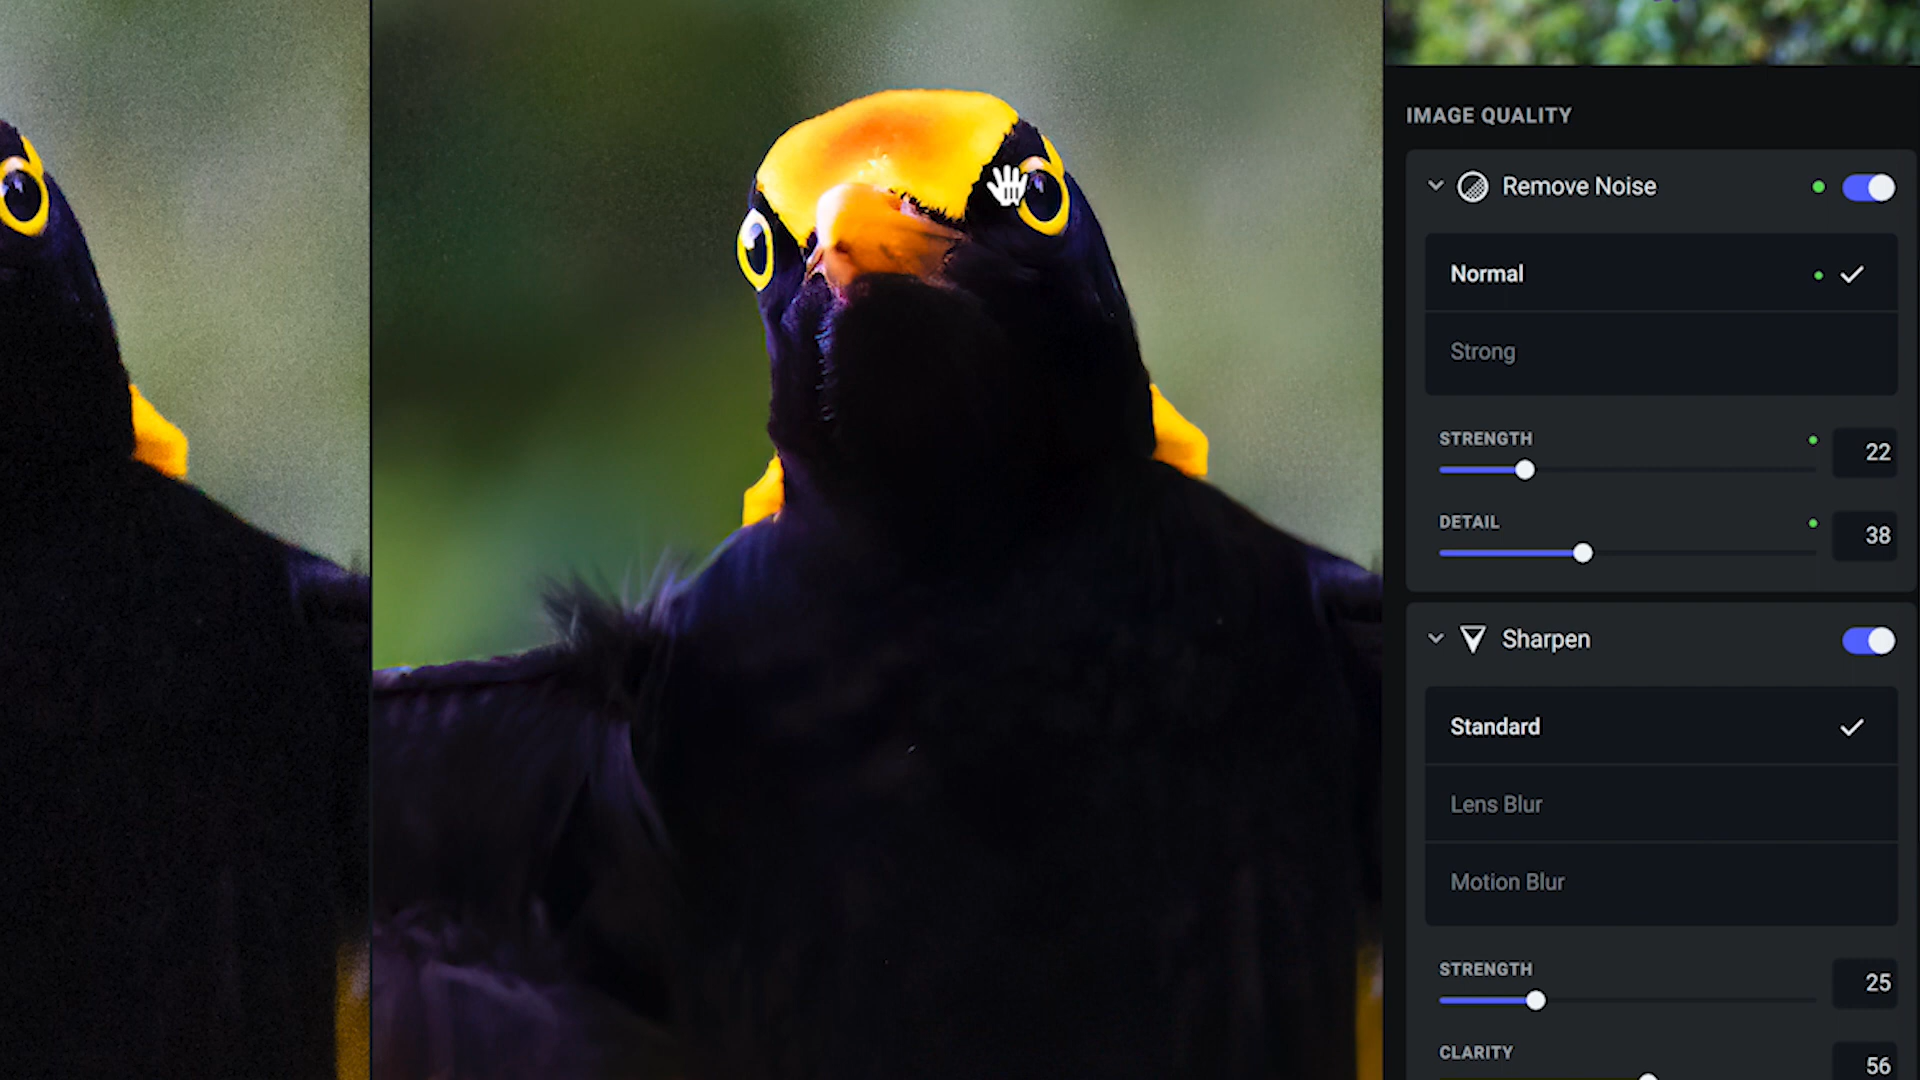 IMAGE QUALITY
Remove Noise
Normal
Strong
STRENGTH
22
DETAIL
38
Sharpen
Standard
Lens Blur
Motion Blur
STRENGTH
25
CLARITY
56